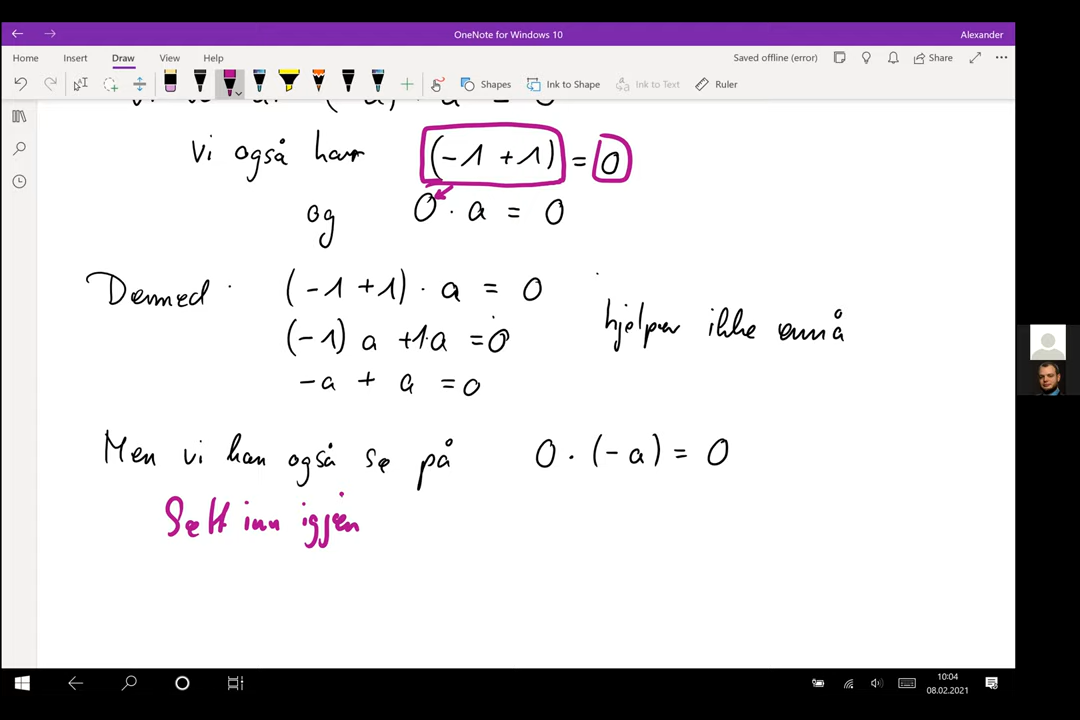 OneNote for Windows 10
Alexander
Home Insert Draw View Help
Saved offline (error) Share
Shapes Ink to Shape Ink to Text Ruler
= 0
Vi også har (-1 +1) = 0
og 0 · a = 0
Dermed: (-1 +1) · a = 0
(-1) a +1·a = 0
hjelper ikke ennå
-a + a = 0
Men vi kan også se på 0 · (-a) = 0
Sett inn igjen
10:04
08.02.2021